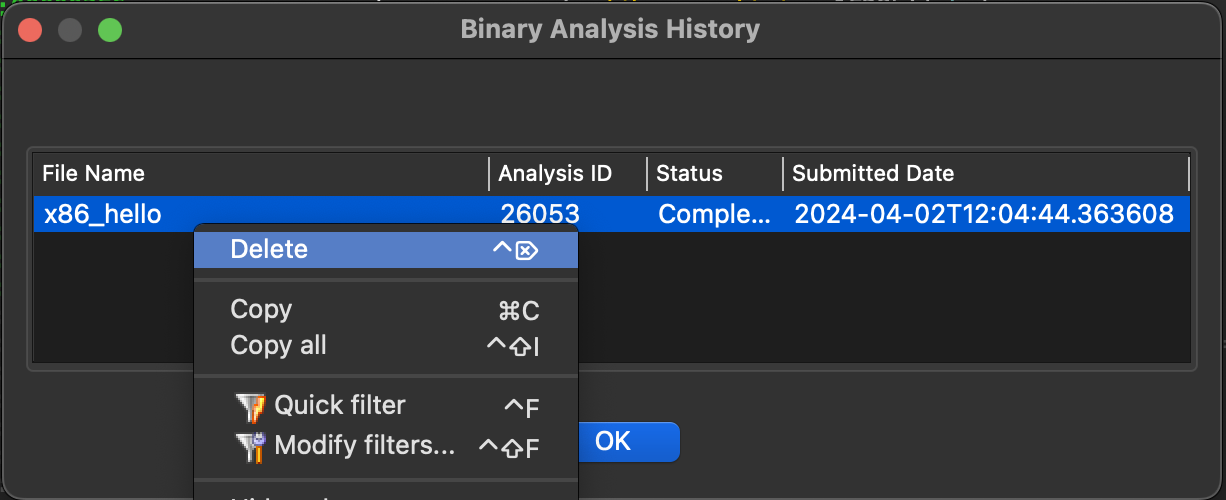 Binary Analysis History
File Name Analysis ID Status Submitted Date
x86_hello 26053 Comple... 2024-04-02T12:04:44.363608
Delete ^⌦
Copy ⌘C
Copy all ^⇧I
Quick filter ^F
Modify filters... ^⇧F
OK